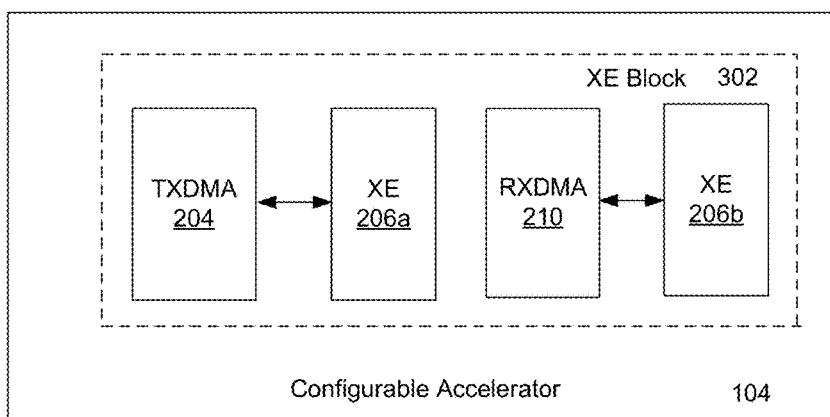 XE Block 302
TXDMA
204
XE
206a
RXDMA
210
XE
206b
Configurable Accelerator 104